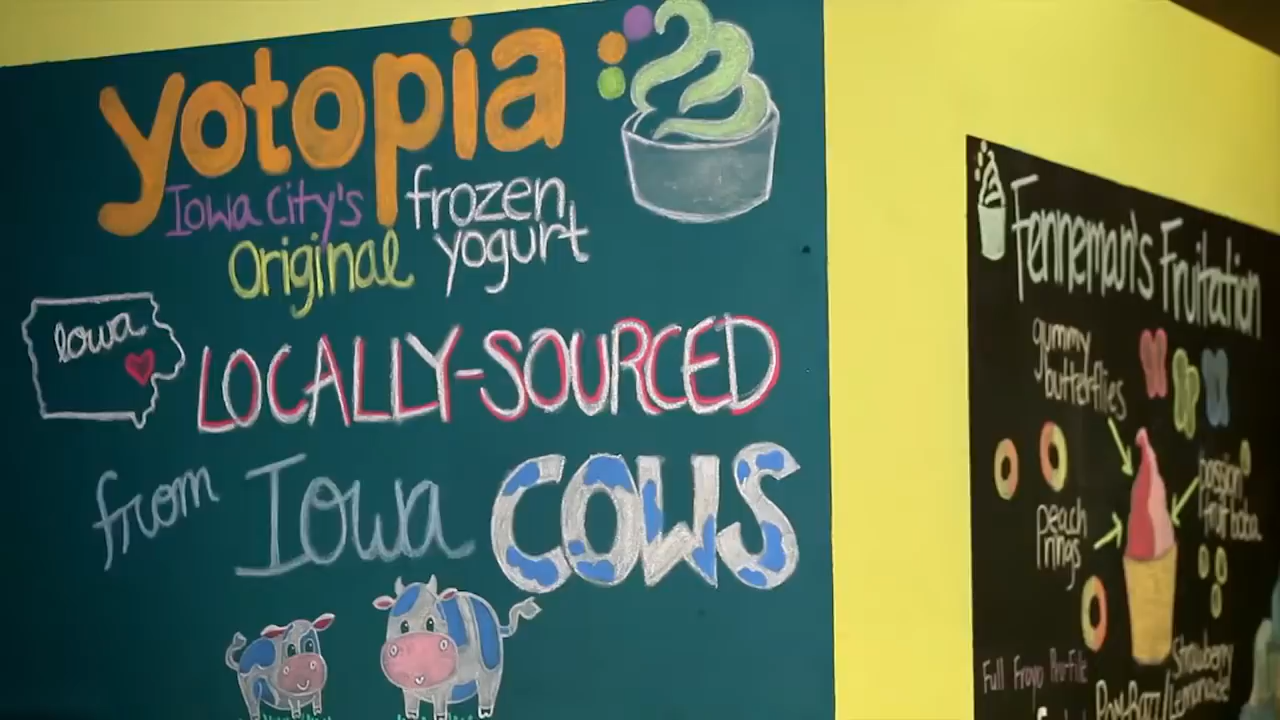 yotopia
Iowa City's
Original
frozen
yogurt
Iowa
LOCALLY-SOURCED
from Iowa COWS
Fenneman's Fruitation
gummy
butterflies
peach
rings
passion
fruit boba
Strawberry
Lemonade
Full Froyo Profile